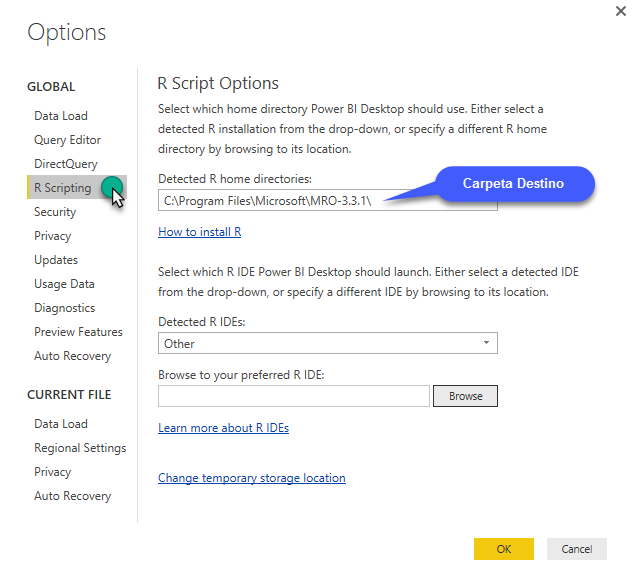 Options
GLOBAL
Data Load
Query Editor
DirectQuery
R Scripting
Security
Privacy
Updates
Usage Data
Diagnostics
Preview Features
Auto Recovery
CURRENT FILE
Data Load
Regional Settings
Privacy
Auto Recovery
R Script Options
Select which home directory Power BI Desktop should use. Either select a
detected R installation from the drop-down, or specify a different R home
directory by browsing to its location.
Detected R home directories:
Carpeta Destino
C:\Program Files\Microsoft\MRO-3.3.1\
How to install R
Select which R IDE Power BI Desktop should launch. Either select a detected IDE
from the drop-down, or specify a different IDE by browsing to its location.
Detected R IDEs:
Other
Browse to your preferred R IDE:
Browse
Learn more about R IDEs
Change temporary storage location
OK
Cancel